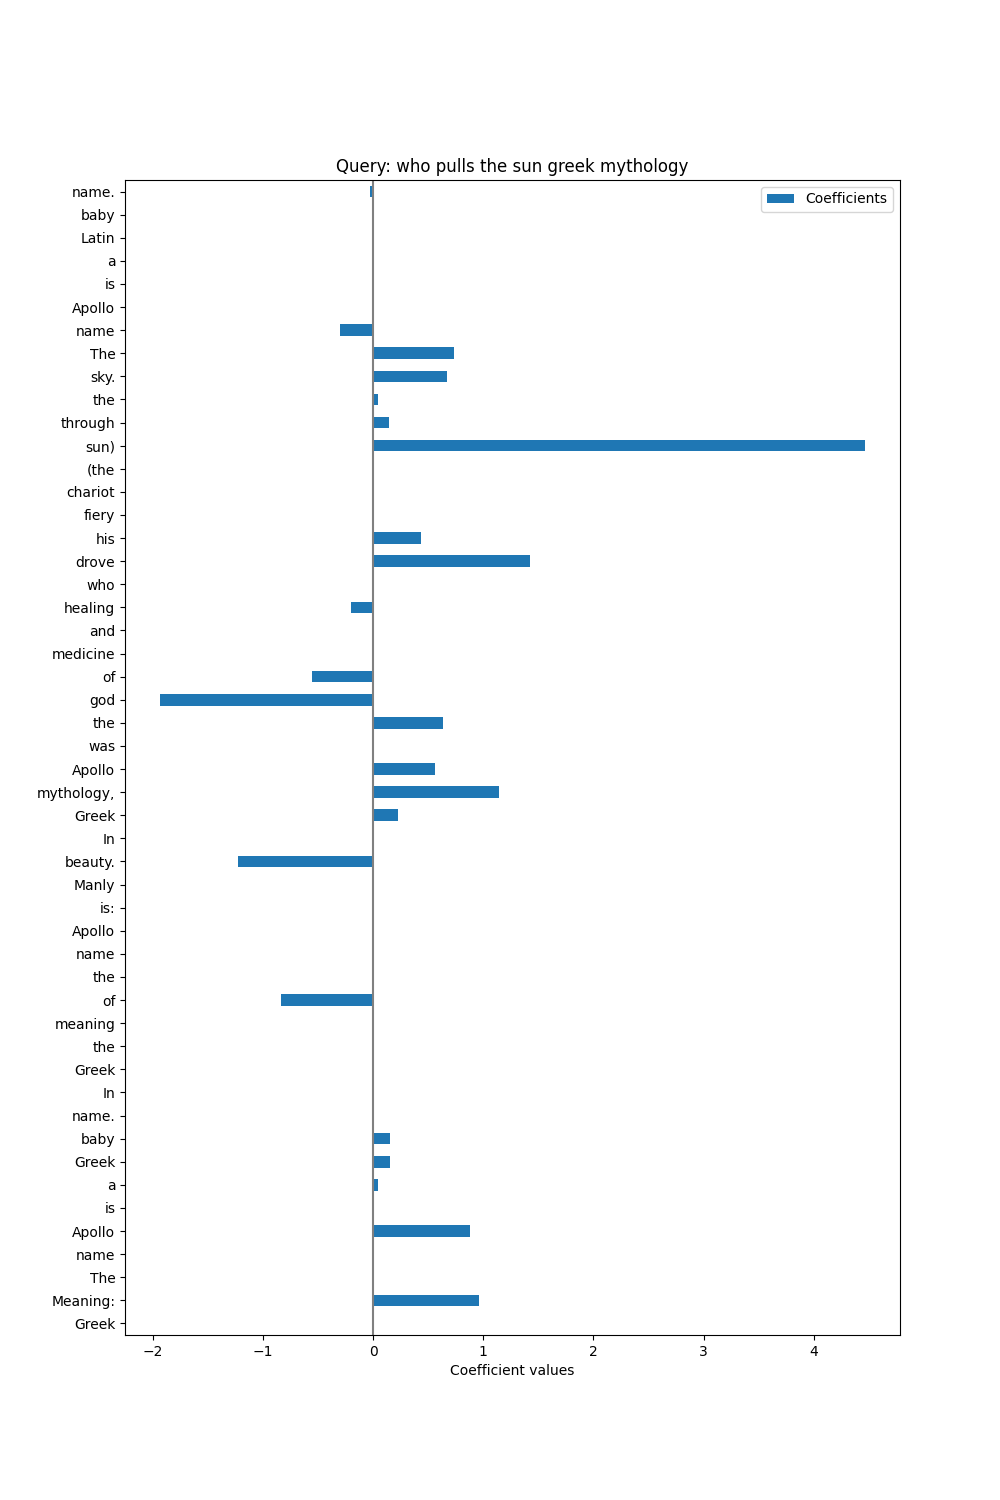 Query: who pulls the sun greek mythology
Coefficients
name.
baby
Latin
a
is
Apollo
name
The
sky.
the
through
sun)
(the
chariot
fiery
his
drove
who
healing
and
medicine
of
god
the
was
Apollo
mythology,
Greek
In
beauty.
Manly
is:
Apollo
name
the
of
meaning
the
Greek
In
name.
baby
Greek
a
is
Apollo
name
The
Meaning:
Greek
−2 −1 0 1 2 3 4
Coefficient values